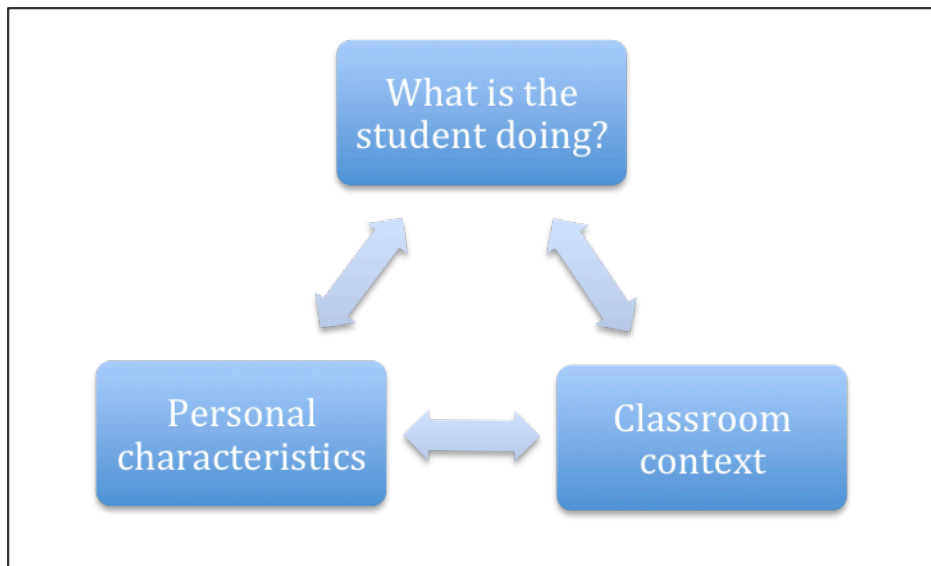 What is the
student doing?
Personal
characteristics
Classroom
context